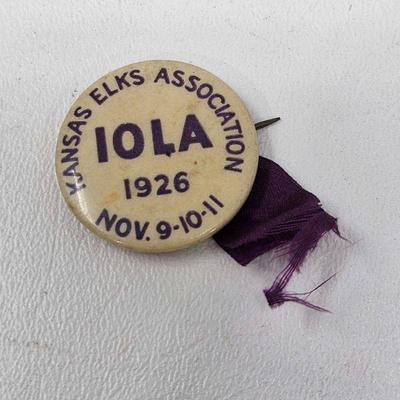 KANSAS ELKS ASSOCIATION
IOLA
1926
NOV. 9-10-11